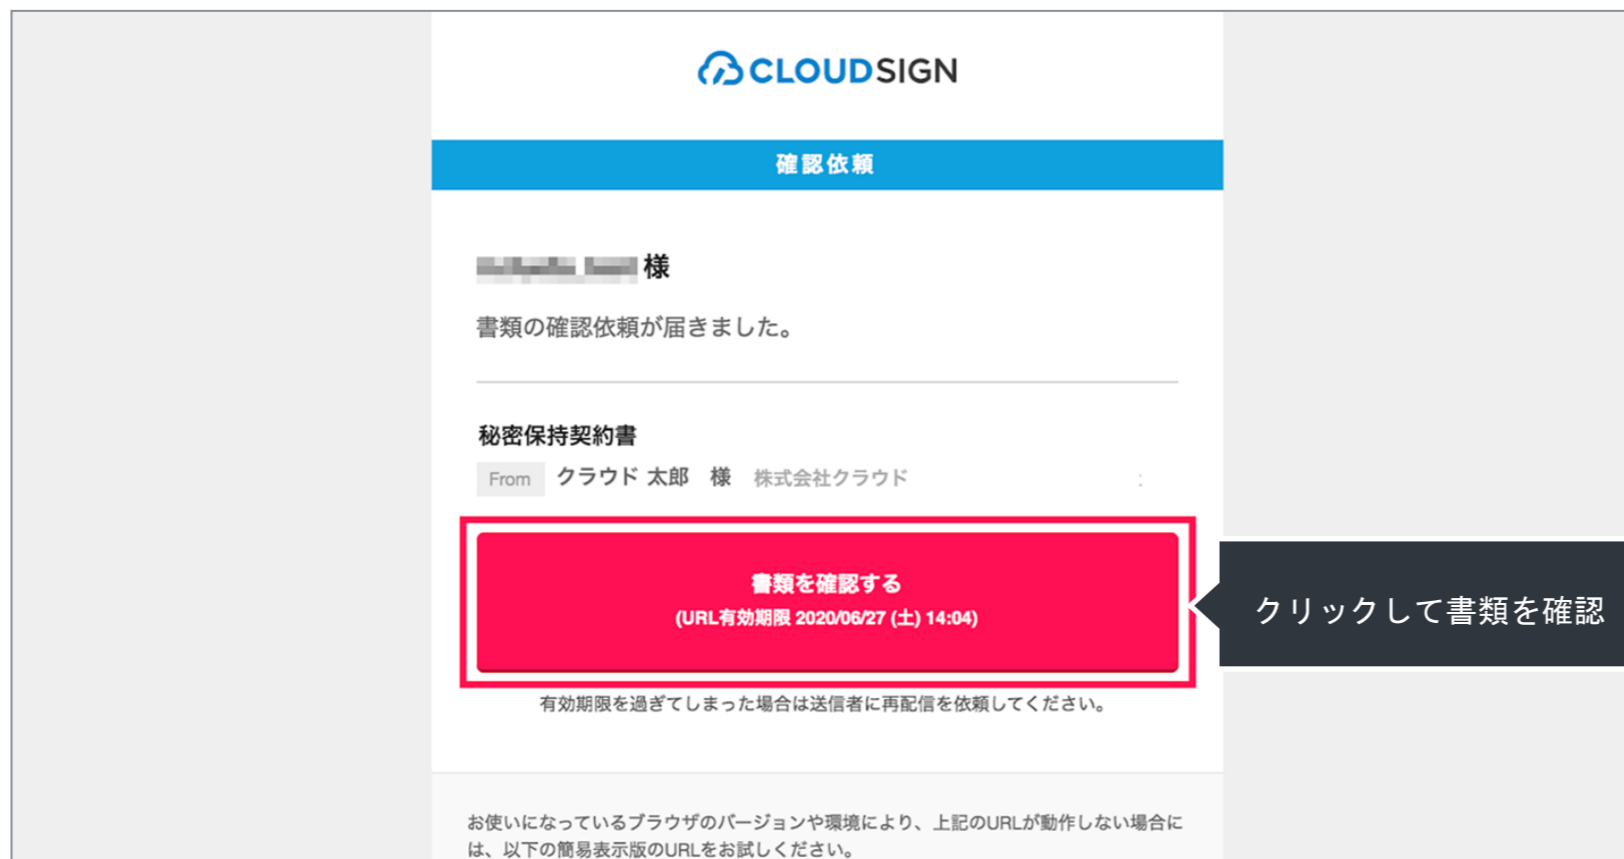 CLOUDSIGN
確認依頼
様
書類の確認依頼が届きました。
秘密保持契約書
From クラウド 太郎 様 株式会社クラウド :
書類を確認する
(URL有効期限 2020/06/27 (土) 14:04)
クリックして書類を確認
有効期限を過ぎてしまった場合は送信者に再配信を依頼してください。
お使いになっているブラウザのバージョンや環境により、上記のURLが動作しない場合に
は、以下の簡易表示版のURLをお試しください。